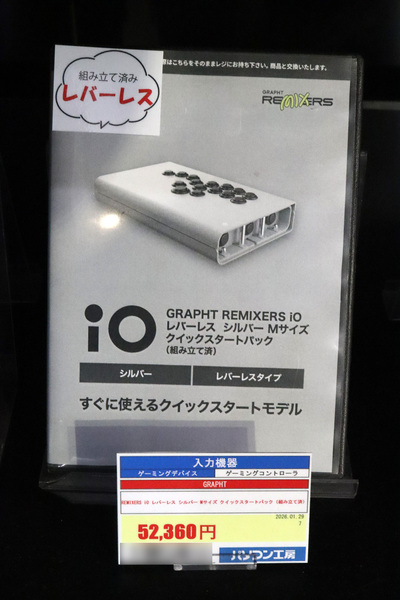 組み立て済み
レバーレス
際はこちらをそのままレジにお持ち下さい。商品と交換いたします。
GRAPHT
REMIXERS
iO
GRAPHT REMIXERS iO
レバーレス シルバー Mサイズ
クイックスタートパック
(組み立て済)
シルバー
レバーレスタイプ
すぐに使えるクイックスタートモデル
入力機器
ゲーミングデバイス
ゲーミングコントローラ
GRAPHT
REMIXERS iO レバーレス シルバー Mサイズ クイックスタートパック (組み立て済)
2026.01.29
7
52,360円
パソコン工房